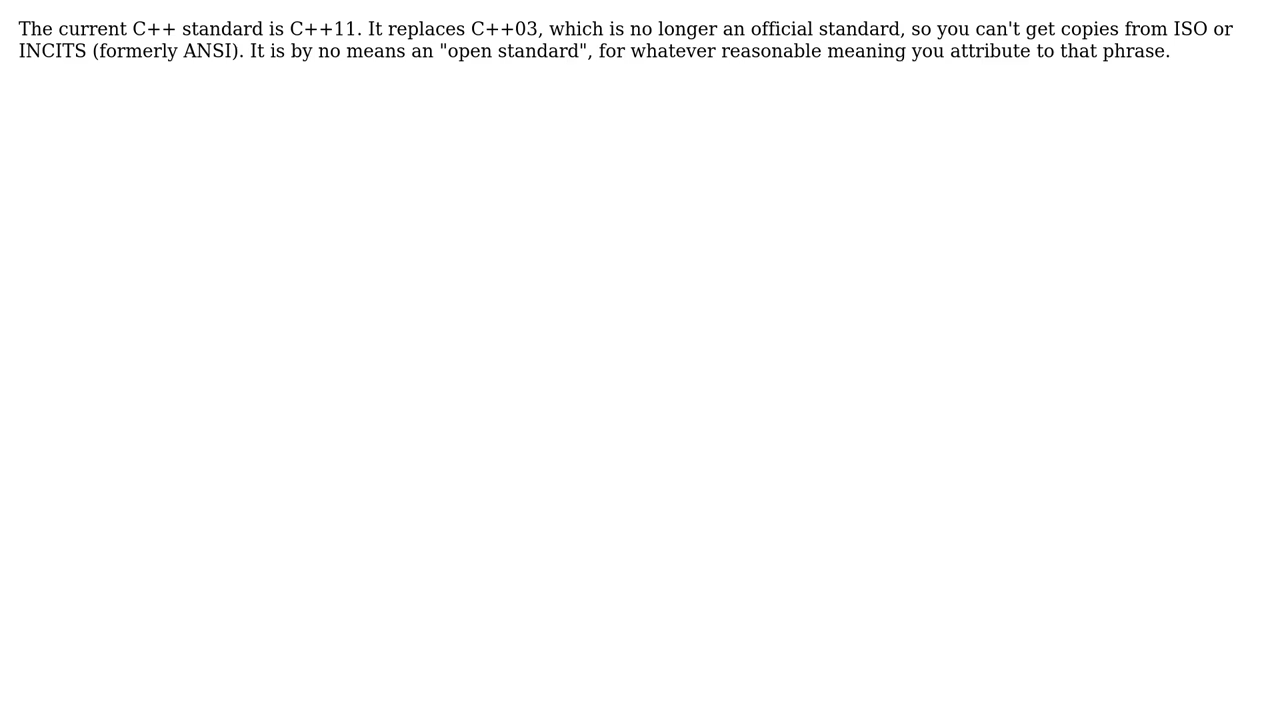 The current C++ standard is C++11. It replaces C++03, which is no longer an official standard, so you can't get copies from ISO or
INCITS (formerly ANSI). It is by no means an "open standard", for whatever reasonable meaning you attribute to that phrase.